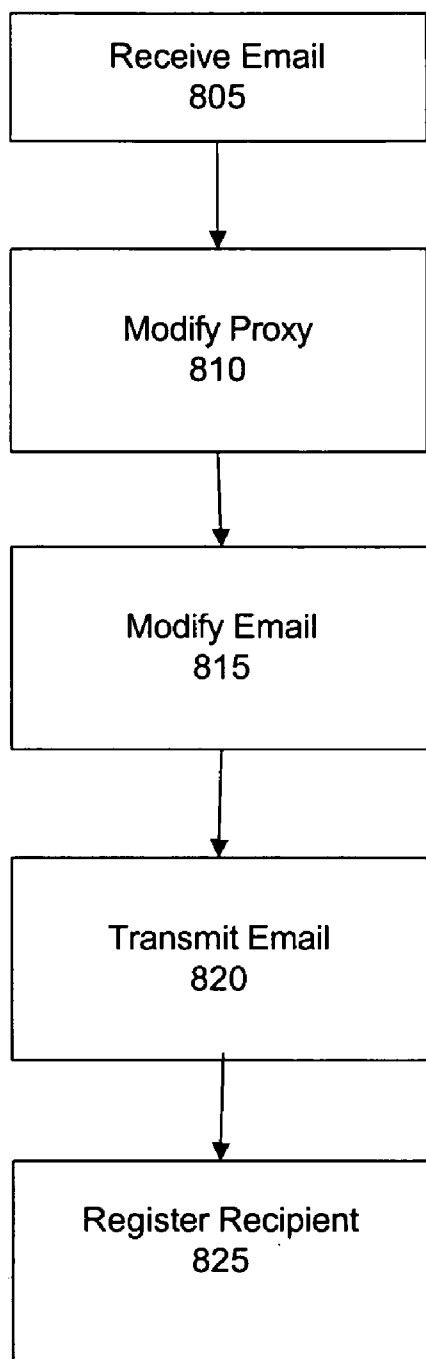 Receive Email
805
Modify Proxy
810
Modify Email
815
Transmit Email
820
Register Recipient
825